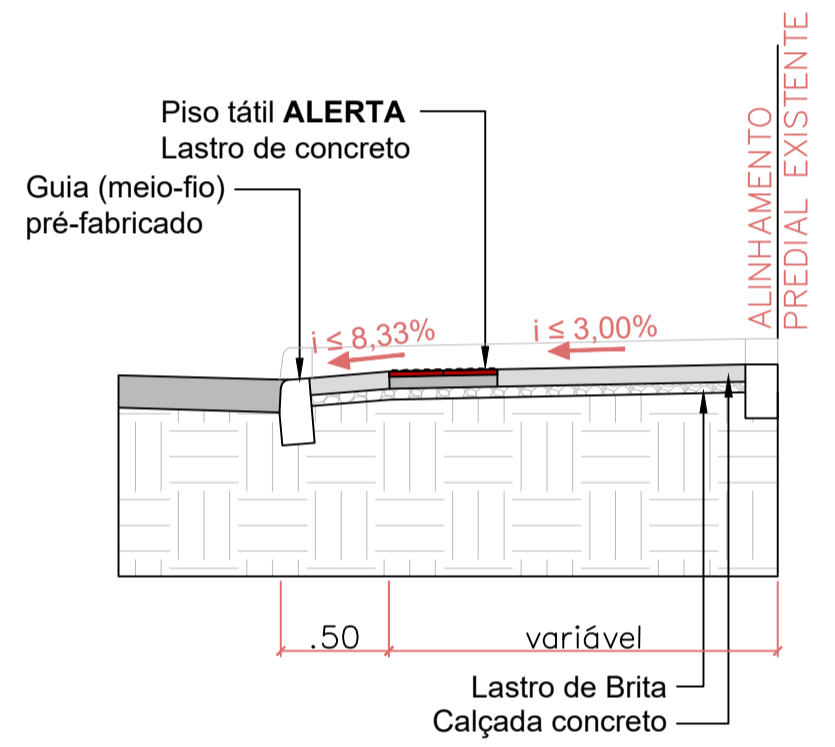 Piso tátil ALERTA
Lastro de concreto
Guia (meio-fio)
pré-fabricado
ALINHAMENTO
PREDIAL EXISTENTE
i ≤ 8,33%
i ≤ 3,00%
.50
variável
Lastro de Brita
Calçada concreto